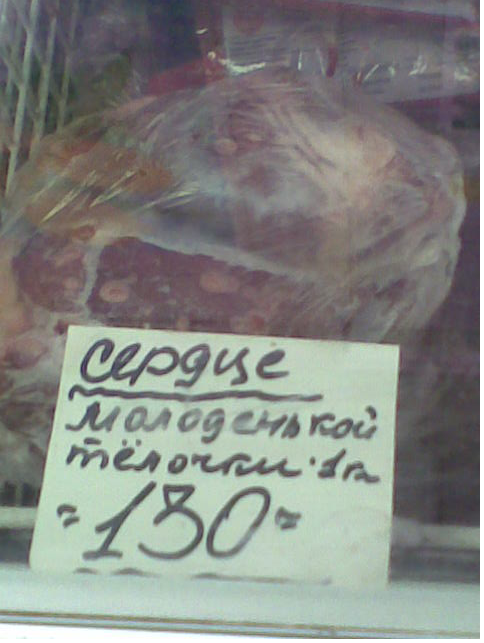 сердце
молоденькой
тёлочки 1кг
=130=